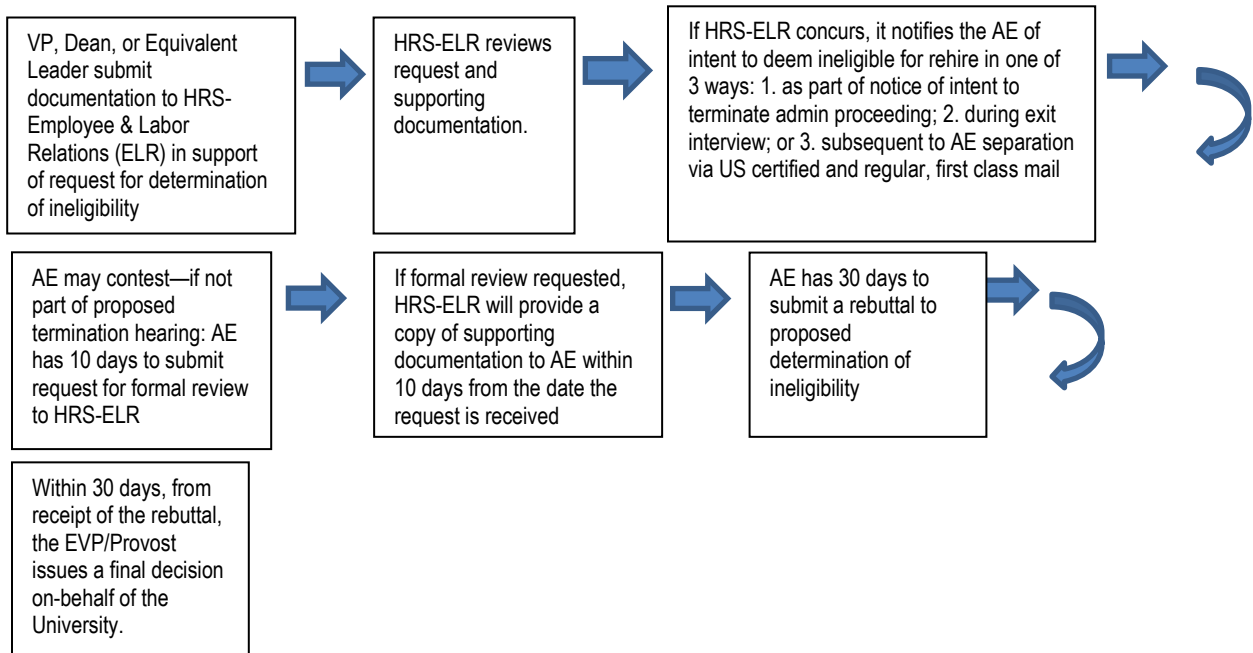 VP, Dean, or Equivalent
Leader submit
documentation to HRS-
Employee & Labor
Relations (ELR) in support
of request for determination
of ineligibility
HRS-ELR reviews
request and
supporting
documentation.
If HRS-ELR concurs, it notifies the AE of
intent to deem ineligible for rehire in one of
3 ways: 1. as part of notice of intent to
terminate admin proceeding; 2. during exit
interview; or 3. subsequent to AE separation
via US certified and regular, first class mail
AE may contest—if not
part of proposed
termination hearing: AE
has 10 days to submit
request for formal review
to HRS-ELR
If formal review requested,
HRS-ELR will provide a
copy of supporting
documentation to AE within
10 days from the date the
request is received
AE has 30 days to
submit a rebuttal to
proposed
determination of
ineligibility
Within 30 days, from
receipt of the rebuttal,
the EVP/Provost
issues a final decision
on-behalf of the
University.